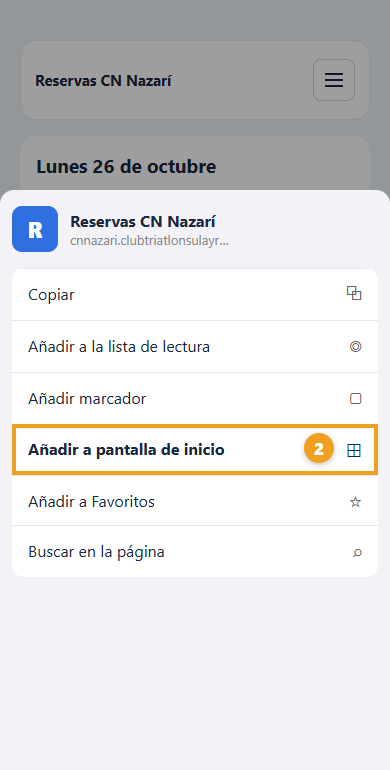 Reservas CN Nazarí
Lunes 26 de octubre
R
Reservas CN Nazarí
cnnazari.clubtriatlonsulayr...
Copiar
Añadir a la lista de lectura
Añadir marcador
Añadir a pantalla de inicio
2
Añadir a Favoritos
Buscar en la página